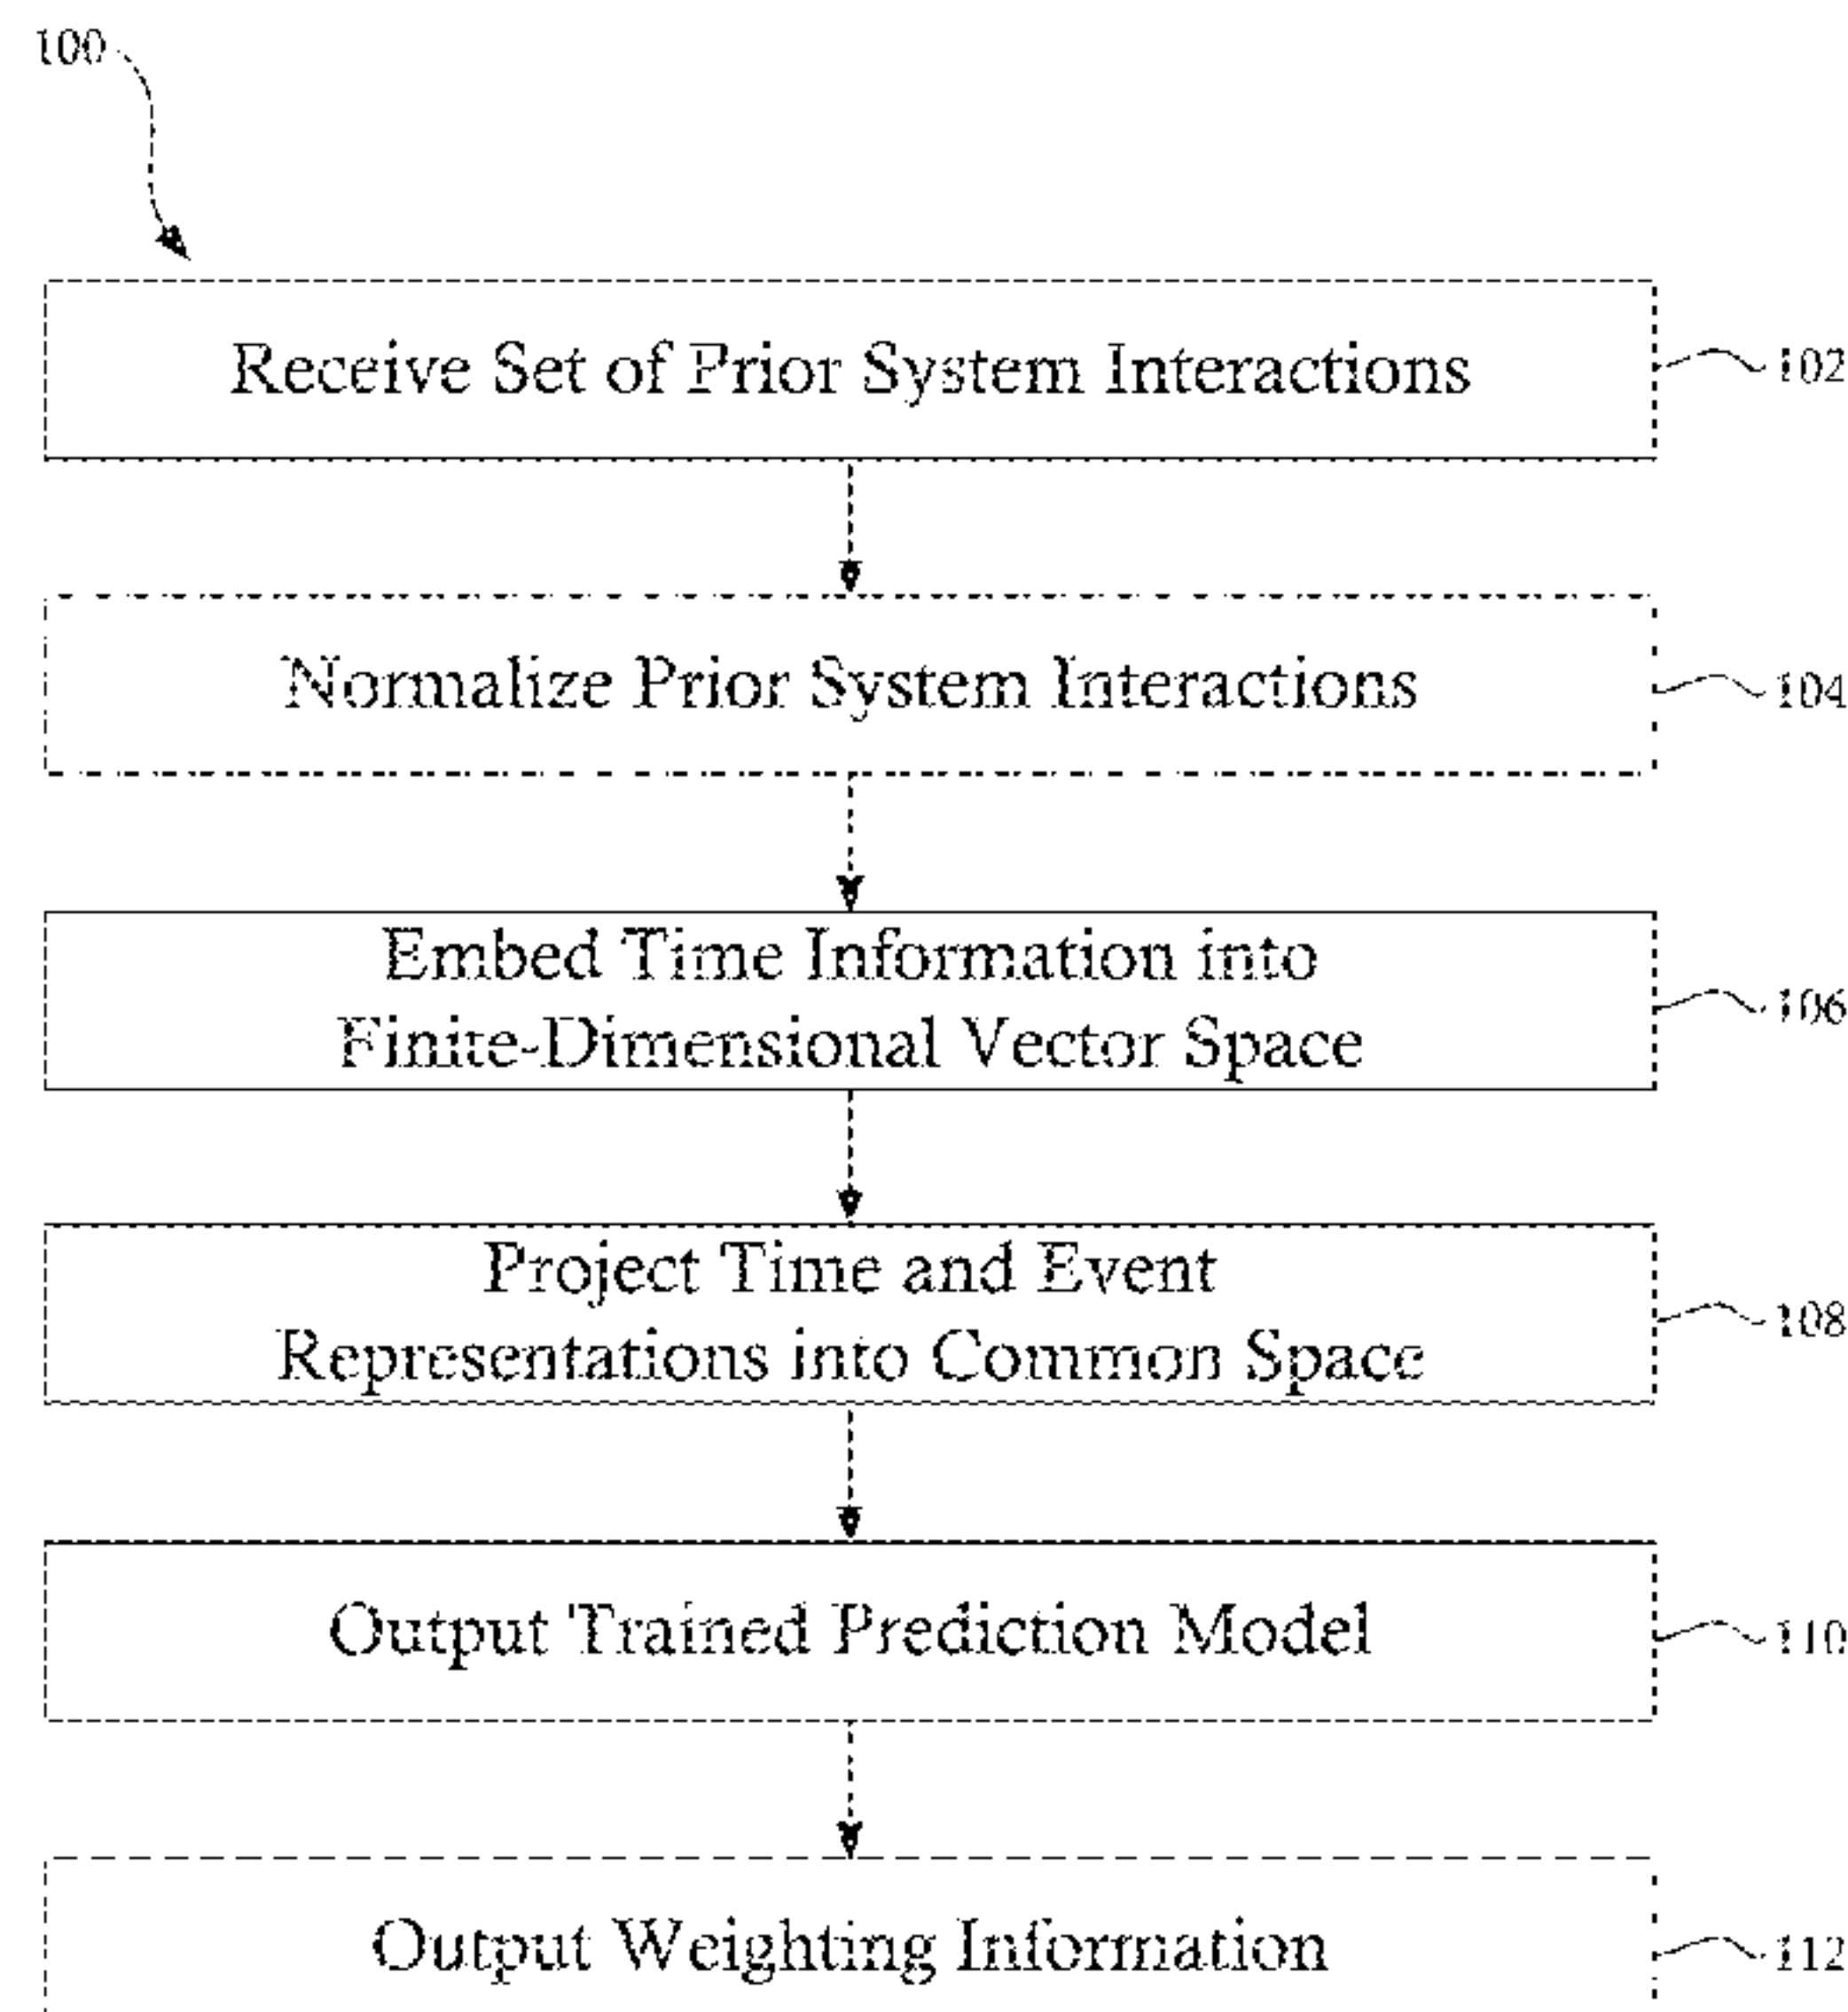 100
Receive Set of Prior System Interactions
102
Normalize Prior System Interactions
104
Embed Time Information into
Finite-Dimensional Vector Space
106
Project Time and Event
Representations into Common Space
108
Output Trained Prediction Model
110
Output Weighting Information
112